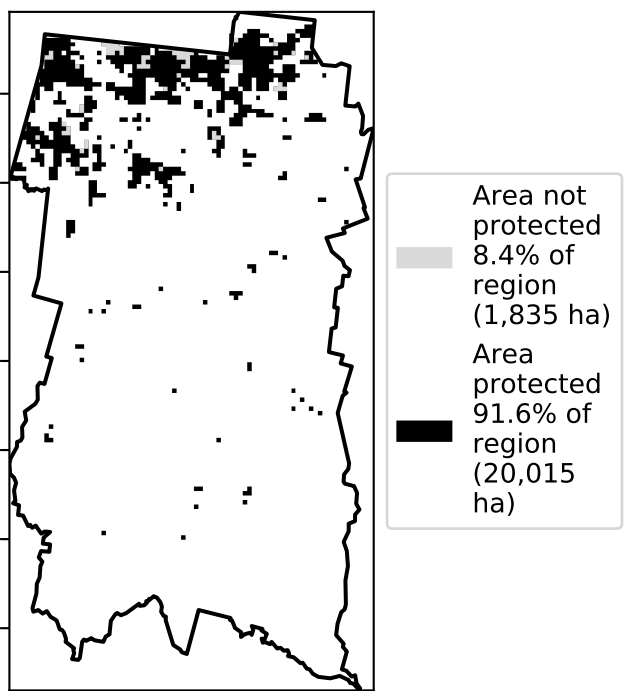 Area not
protected
8.4% of
region
(1,835 ha)
Area
protected
91.6% of
region
(20,015
ha)